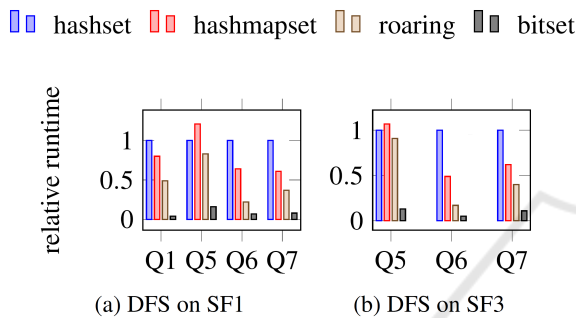 hashset hashmapset roaring bitset
relative runtime
1
0.5
0
Q1 Q5 Q6 Q7
(a) DFS on SF1
1
0.5
0
Q5 Q6 Q7
(b) DFS on SF3